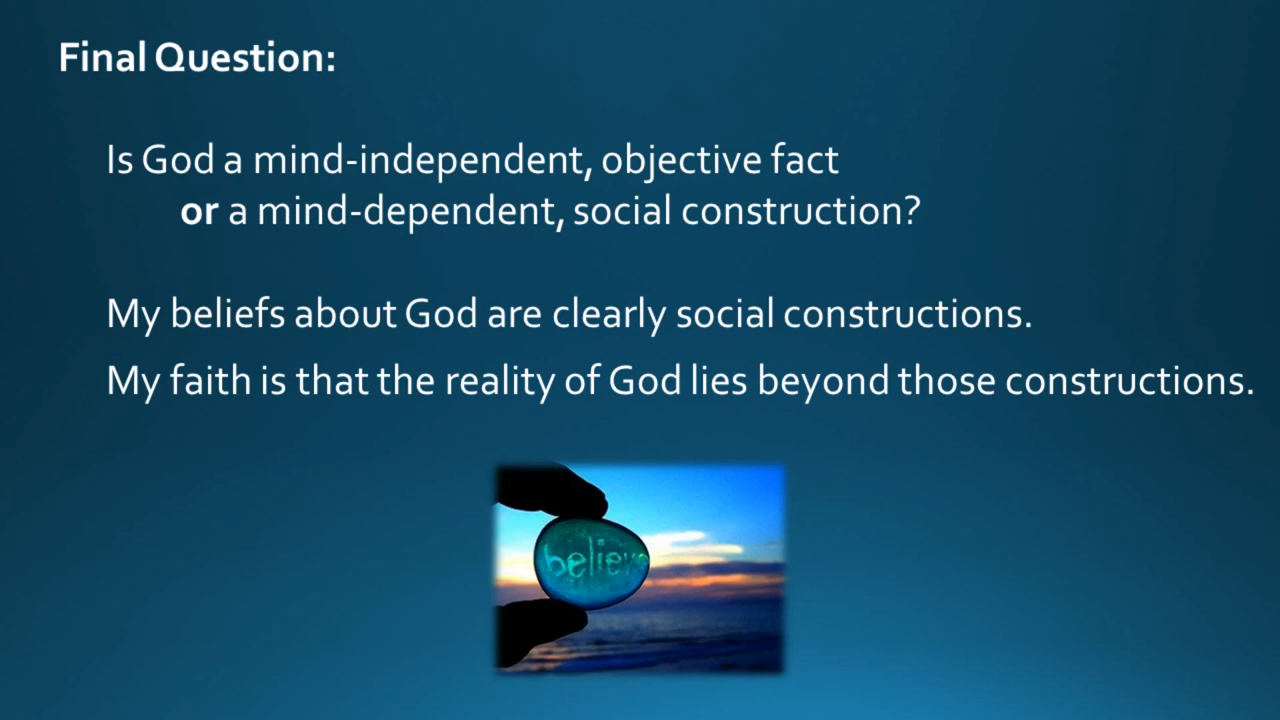 Final Question:
Is God a mind-independent, objective fact
or a mind-dependent, social construction?
My beliefs about God are clearly social constructions.
My faith is that the reality of God lies beyond those constructions.
believe